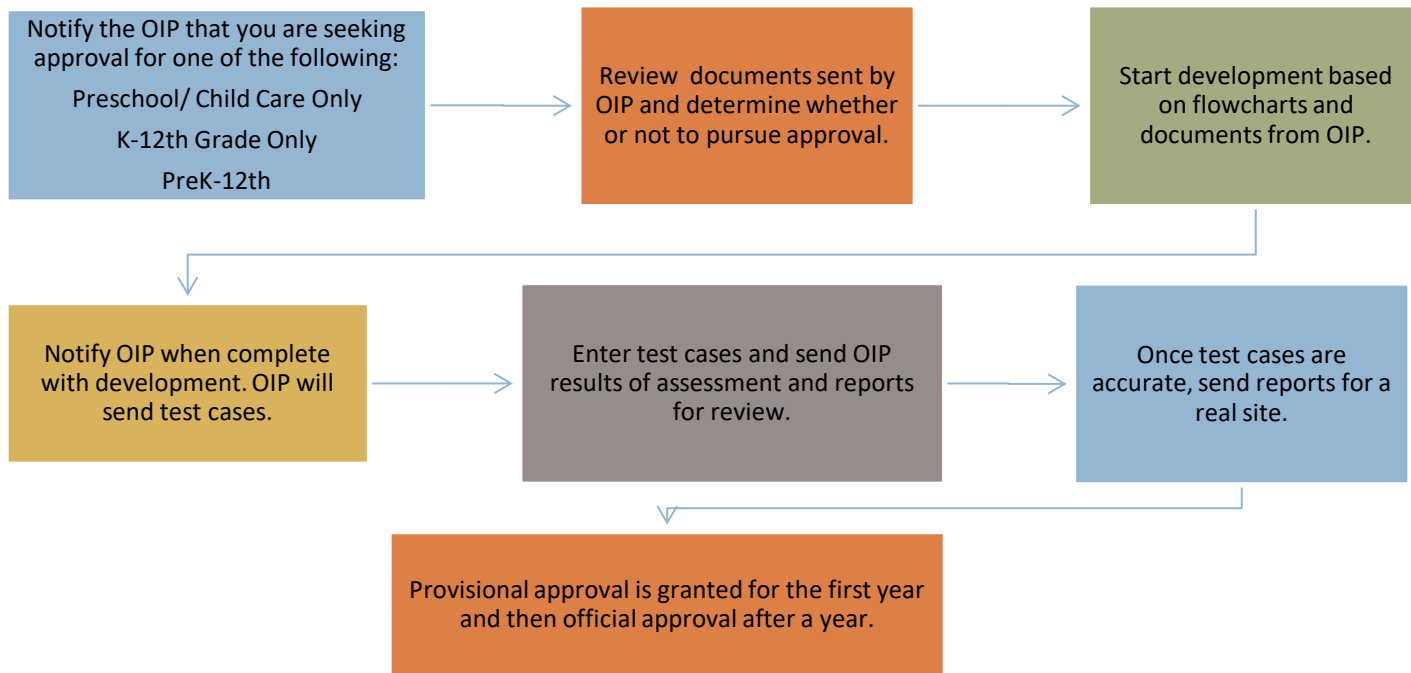 Notify the OIP that you are seeking
approval for one of the following:
Preschool/ Child Care Only
K-12th Grade Only
PreK-12th
Review documents sent by
OIP and determine whether
or not to pursue approval.
Start development based
on flowcharts and
documents from OIP.
Notify OIP when complete
with development. OIP will
send test cases.
Enter test cases and send OIP
results of assessment and reports
for review.
Once test cases are
accurate, send reports for a
real site.
Provisional approval is granted for the first year
and then official approval after a year.